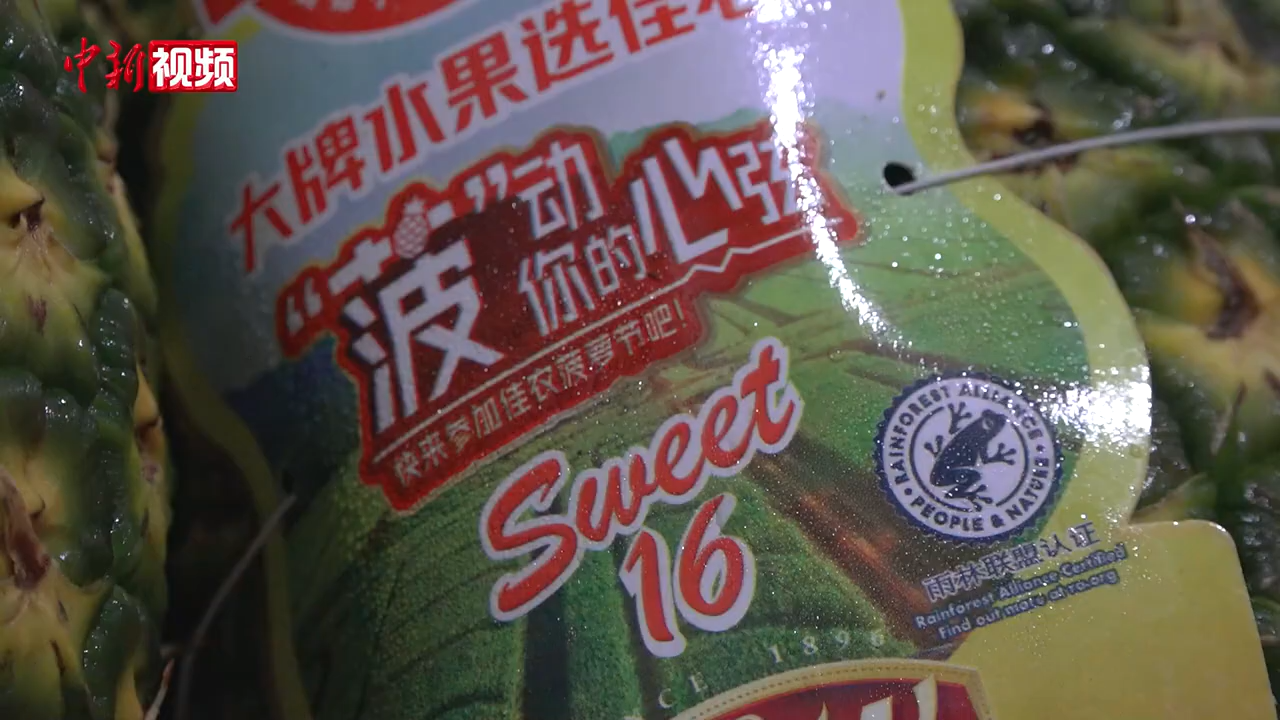 中新视频
大牌水果选佳
“菠”动
你的心弦
快来参加佳农菠萝节吧!
Sweet
16
RAINFOREST ALLIANCE
PEOPLE & NATURE
雨林联盟认证
Rainforest Alliance Certified
Find out more at ra.org
CE 1896